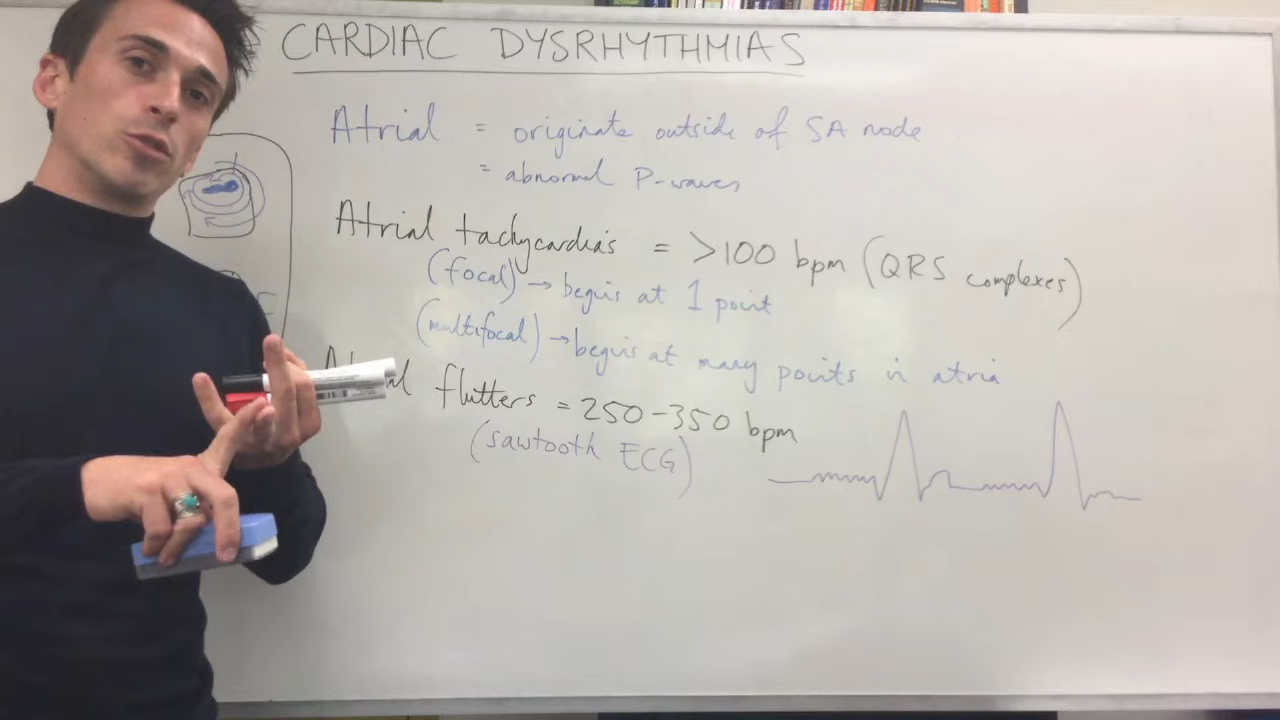 CARDIAC DYSRHYTHMIAS
Atrial = originate outside of SA node
= abnormal P-waves
Atrial tachycardias = >100 bpm (QRS complexes)
(focal) → begins at 1 point
(multifocal) → begins at many points in atria
Atrial flutters = 250-350 bpm
(sawtooth ECG)